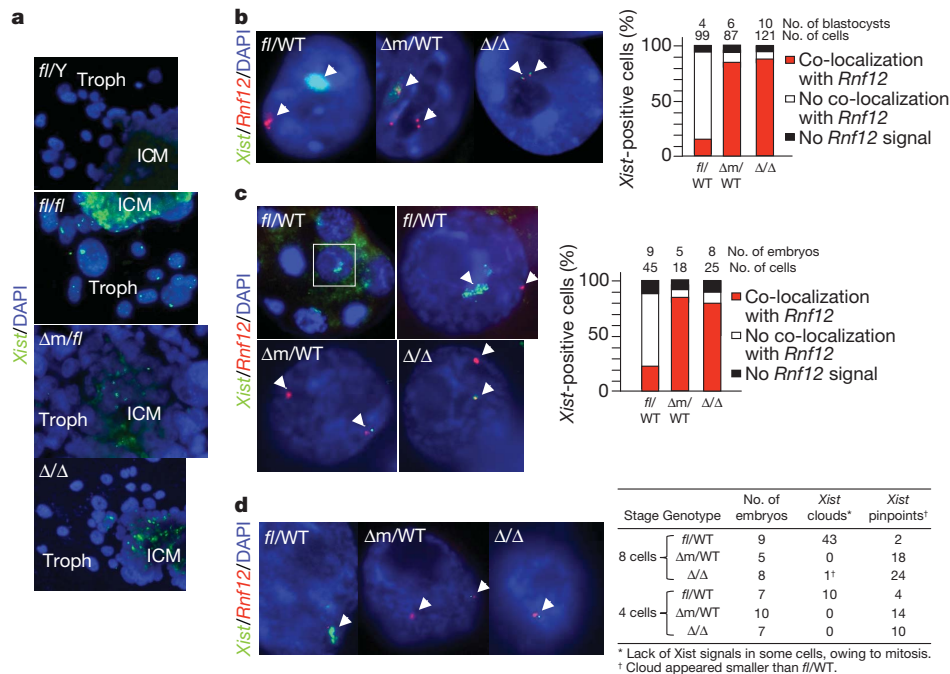 a
Xist/DAPI
fl/Y
Troph
ICM
fl/fl
ICM
Troph
Δm/fl
Troph
ICM
Δ/Δ
Troph
ICM
b
Xist/Rnf12/DAPI
fl/WT
Δm/WT
Δ/Δ
Xist-positive cells (%)
4 6 10 No. of blastocysts
99 87 121 No. of cells
100
50
0
fl/WT
Δm/WT
Δ/Δ
Co-localization with Rnf12
No co-localization with Rnf12
No Rnf12 signal
c
Xist/Rnf12/DAPI
fl/WT
fl/WT
Δm/WT
Δ/Δ
Xist-positive cells (%)
9 5 8 No. of embryos
45 18 25 No. of cells
100
50
0
fl/WT
Δm/WT
Δ/Δ
Co-localization with Rnf12
No co-localization with Rnf12
No Rnf12 signal
d
Xist/Rnf12/DAPI
fl/WT
Δm/WT
Δ/Δ
Stage Genotype No. of embryos Xist clouds* Xist pinpoints†
8 cells
fl/WT 9 43 2
Δm/WT 5 0 18
Δ/Δ 8 1† 24
4 cells
fl/WT 7 10 4
Δm/WT 10 0 14
Δ/Δ 7 0 10
* Lack of Xist signals in some cells, owing to mitosis.
† Cloud appeared smaller than fl/WT.